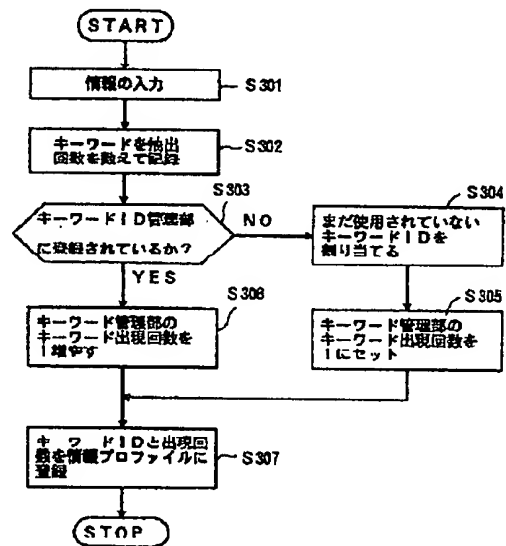 START
情報の入力
S301
キーワードを抽出
回数を数えて記録
S302
S303
キーワードID管理部
に登録されているか?
NO
YES
S304
まだ使用されていない
キーワードIDを
割り当てる
S306
キーワード管理部の
キーワード出現回数を
1増やす
S305
キーワード管理部の
キーワード出現回数を
1にセット
キーワードIDと出現回
数を情報プロファイルに
登録
S307
STOP